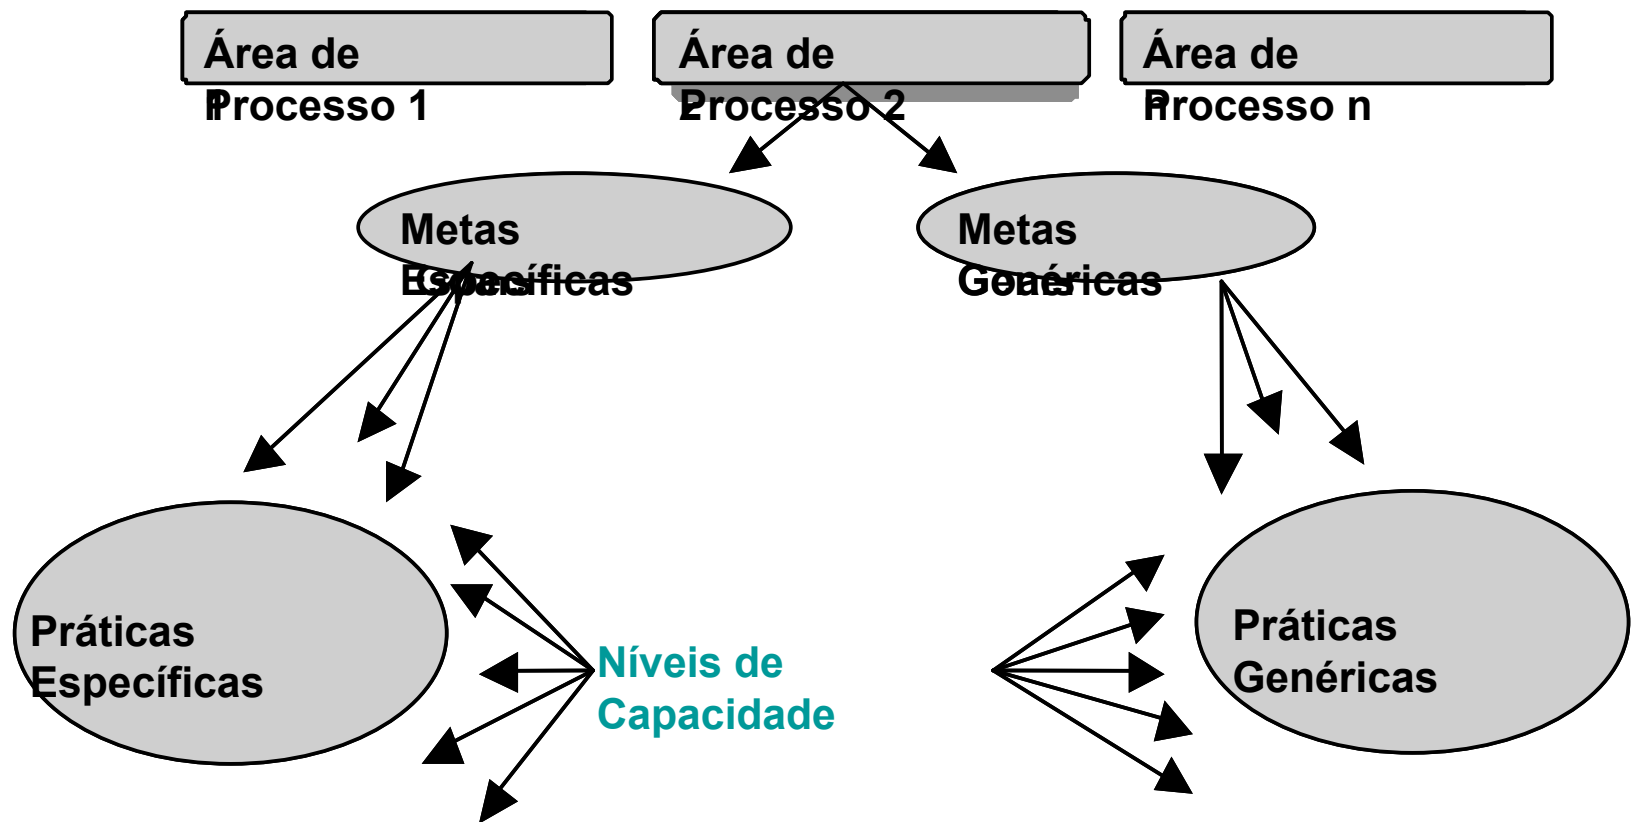 Área de
Processo 1
Área de
Processo 2
Área de
Processo n
Metas
Específicas
Metas
Genéricas
Práticas
Específicas
Níveis de
Capacidade
Práticas
Genéricas